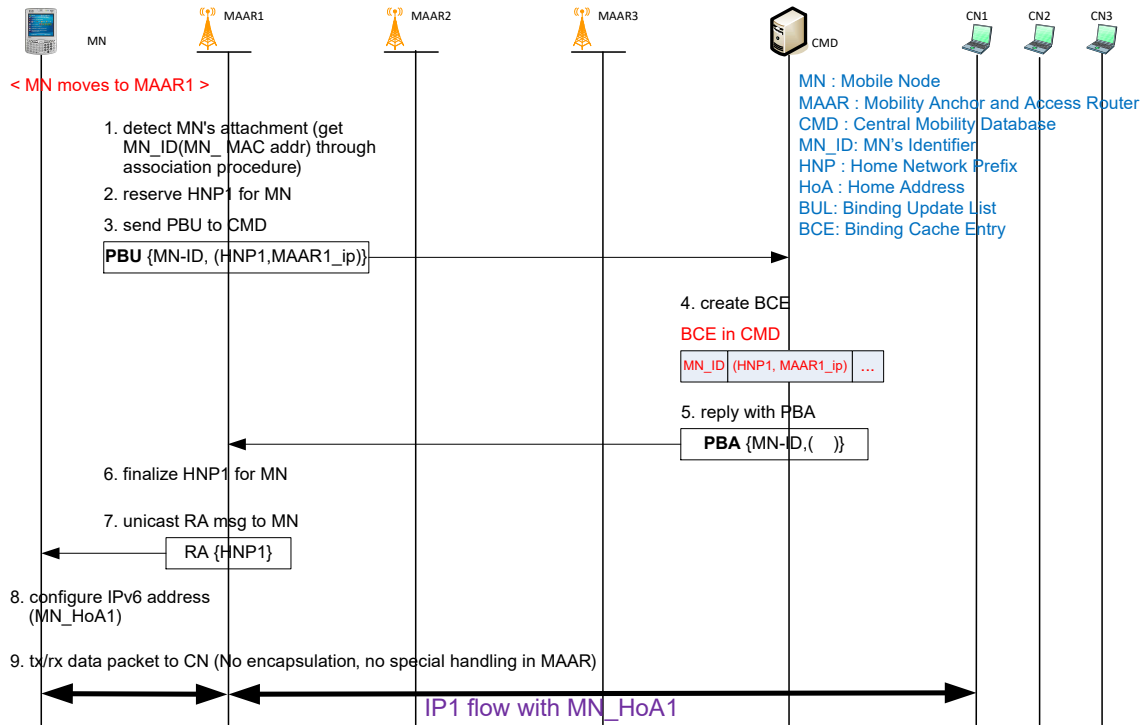 MN
MAAR1
MAAR2
MAAR3
CMD
CN1
CN2
CN3
< MN moves to MAAR1 >
MN : Mobile Node
MAAR : Mobility Anchor and Access Router
CMD : Central Mobility Database
MN_ID: MN's Identifier
HNP : Home Network Prefix
HoA : Home Address
BUL: Binding Update List
BCE: Binding Cache Entry
1. detect MN's attachment (get
MN_ID(MN_ MAC addr) through
association procedure)
2. reserve HNP1 for MN
3. send PBU to CMD
PBU {MN-ID, (HNP1,MAAR1_ip)}
4. create BCE
BCE in CMD
MN_ID (HNP1, MAAR1_ip) ...
5. reply with PBA
PBA {MN-ID,( )}
6. finalize HNP1 for MN
7. unicast RA msg to MN
RA {HNP1}
8. configure IPv6 address
(MN_HoA1)
9. tx/rx data packet to CN (No encapsulation, no special handling in MAAR)
IP1 flow with MN_HoA1